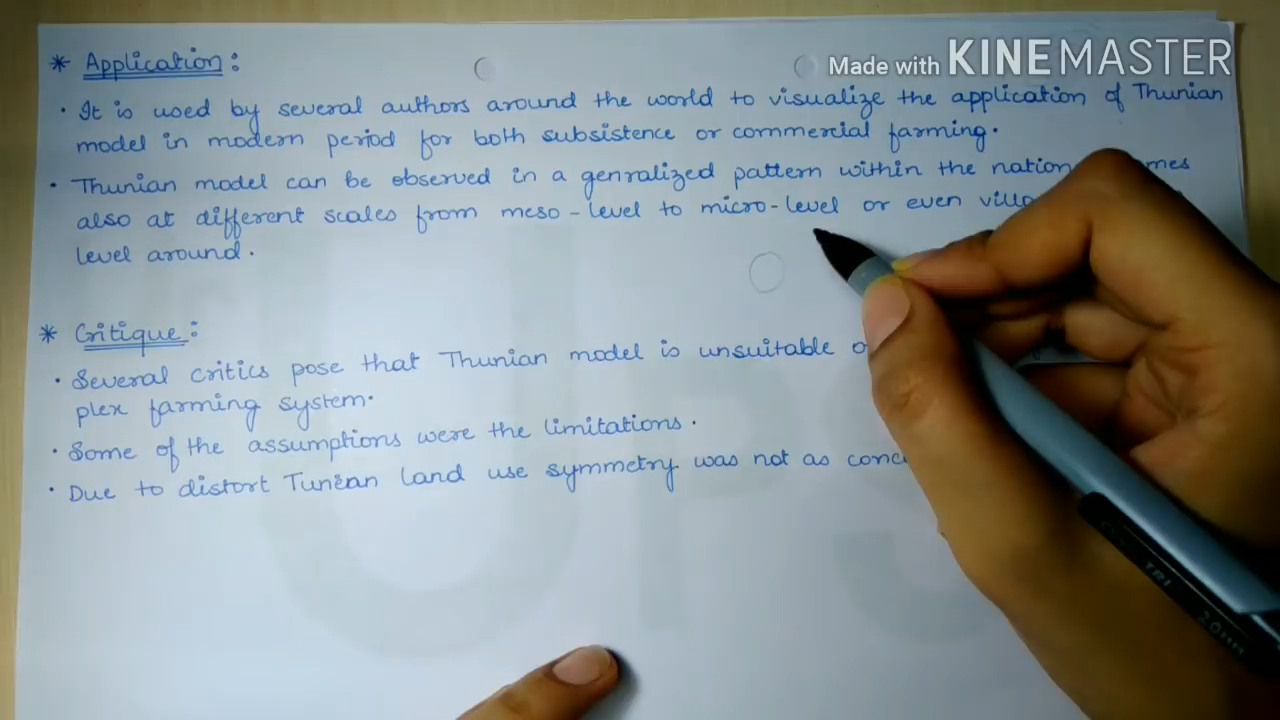 Made with KINEMASTER
* Application:
· It is used by several authors around the world to visualize the application of Thunian
model in modern period for both subsistence or commercial farming.
· Thunian model can be observed in a genralized pattern within the nation
also at different scales from meso-level to micro-level or even
level around.
* Critique:
· Several critics pose that Thunian model is unsuitable
plex farming system.
· Some of the assumptions were the limitations.
· Due to distort Tunian land use symmetry was not as
TRI 2.0MM